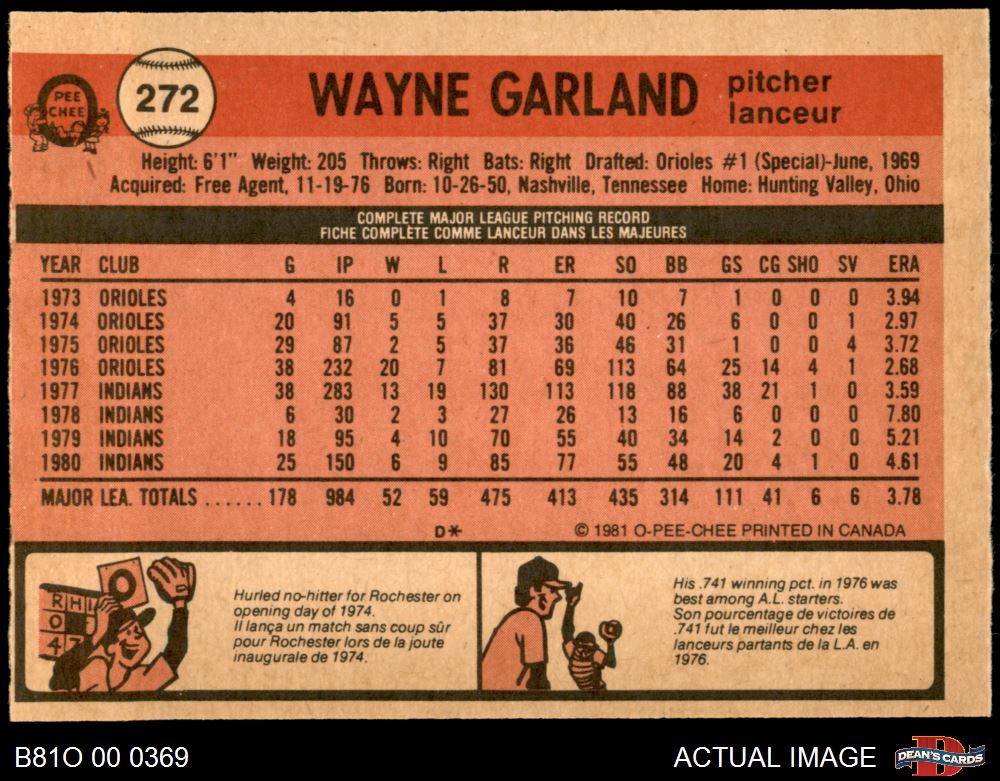 PEE
CHEE
272
WAYNE GARLAND
pitcher
lanceur
Height: 6'1" Weight: 205 Throws: Right Bats: Right Drafted: Orioles #1 (Special)-June, 1969
Acquired: Free Agent, 11-19-76 Born: 10-26-50, Nashville, Tennessee Home: Hunting Valley, Ohio
COMPLETE MAJOR LEAGUE PITCHING RECORD
FICHE COMPLÈTE COMME LANCEUR DANS LES MAJEURES
YEAR CLUB G IP W L R ER SO BB GS CG SHO SV ERA
1973 ORIOLES 4 16 0 1 8 7 10 7 1 0 0 0 3.94
1974 ORIOLES 20 91 5 5 37 30 40 26 6 0 0 1 2.97
1975 ORIOLES 29 87 2 5 37 36 46 31 1 0 0 4 3.72
1976 ORIOLES 38 232 20 7 81 69 113 64 25 14 4 1 2.68
1977 INDIANS 38 283 13 19 130 113 118 88 38 21 1 0 3.59
1978 INDIANS 6 30 2 3 27 26 13 16 6 0 0 0 7.80
1979 INDIANS 18 95 4 10 70 55 40 34 14 2 0 0 5.21
1980 INDIANS 25 150 6 9 85 77 55 48 20 4 1 0 4.61
MAJOR LEA. TOTALS ...... 178 984 52 59 475 413 435 314 111 41 6 6 3.78
D*
© 1981 O-PEE-CHEE PRINTED IN CANADA
R H
0
4 7
O
Hurled no-hitter for Rochester on
opening day of 1974.
Il lança un match sans coup sûr
pour Rochester lors de la joute
inaugurale de 1974.
His .741 winning pct. in 1976 was
best among A.L. starters.
Son pourcentage de victoires de
.741 fut le meilleur chez les
lanceurs partants de la L.A. en
1976.
B81O 00 0369
ACTUAL IMAGE
DEAN'S CARDS